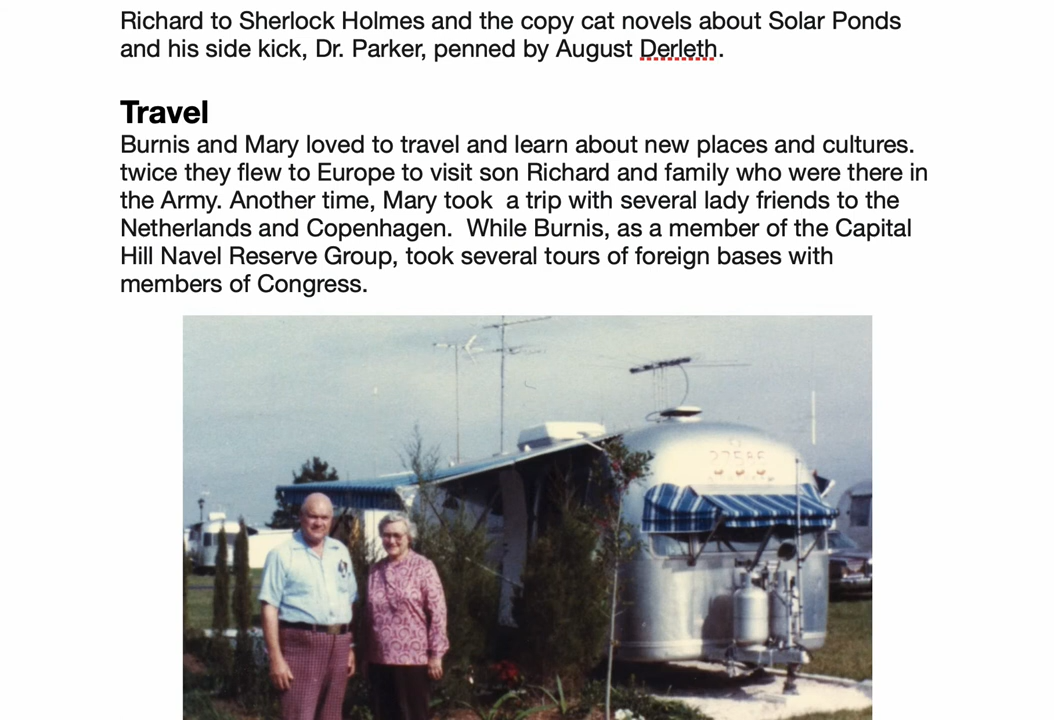 Richard to Sherlock Holmes and the copy cat novels about Solar Ponds
and his side kick, Dr. Parker, penned by August Derleth.
Travel
Burnis and Mary loved to travel and learn about new places and cultures.
twice they flew to Europe to visit son Richard and family who were there in
the Army. Another time, Mary took  a trip with several lady friends to the
Netherlands and Copenhagen.  While Burnis, as a member of the Capital
Hill Navel Reserve Group, took several tours of foreign bases with
members of Congress.